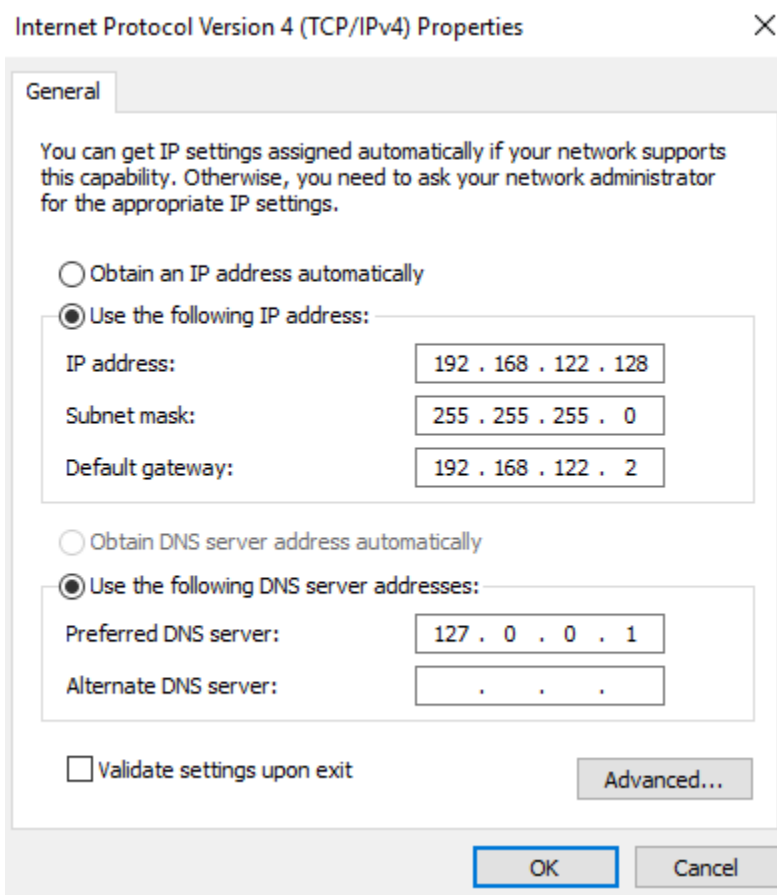 Internet Protocol Version 4 (TCP/IPv4) Properties
General
You can get IP settings assigned automatically if your network supports
this capability. Otherwise, you need to ask your network administrator
for the appropriate IP settings.
Obtain an IP address automatically
Use the following IP address:
IP address: 192 . 168 . 122 . 128
Subnet mask: 255 . 255 . 255 . 0
Default gateway: 192 . 168 . 122 . 2
Obtain DNS server address automatically
Use the following DNS server addresses:
Preferred DNS server: 127 . 0 . 0 . 1
Alternate DNS server: . . .
Validate settings upon exit
Advanced...
OK Cancel